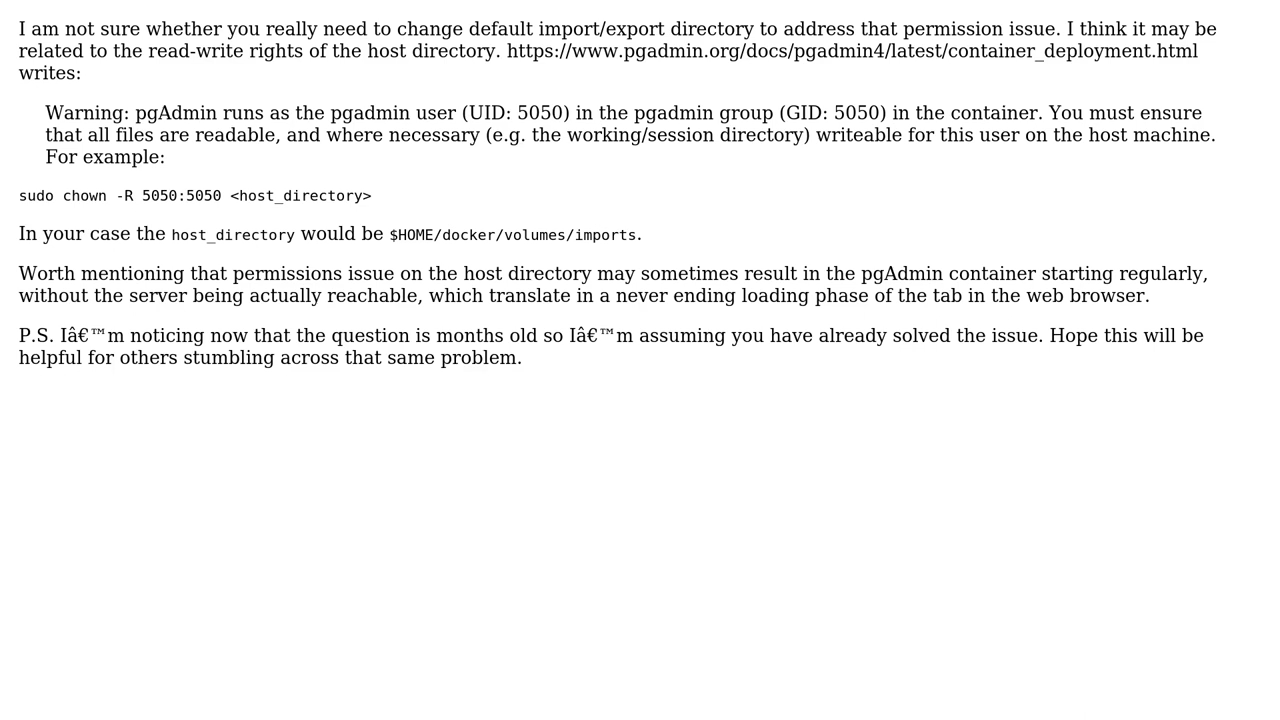 I am not sure whether you really need to change default import/export directory to address that permission issue. I think it may be
related to the read-write rights of the host directory. https://www.pgadmin.org/docs/pgadmin4/latest/container_deployment.html
writes:
Warning: pgAdmin runs as the pgadmin user (UID: 5050) in the pgadmin group (GID: 5050) in the container. You must ensure
that all files are readable, and where necessary (e.g. the working/session directory) writeable for this user on the host machine.
For example:
sudo chown -R 5050:5050 <host_directory>
In your case the host_directory would be $HOME/docker/volumes/imports.
Worth mentioning that permissions issue on the host directory may sometimes result in the pgAdmin container starting regularly,
without the server being actually reachable, which translate in a never ending loading phase of the tab in the web browser.
P.S. Iâ€™m noticing now that the question is months old so Iâ€™m assuming you have already solved the issue. Hope this will be
helpful for others stumbling across that same problem.